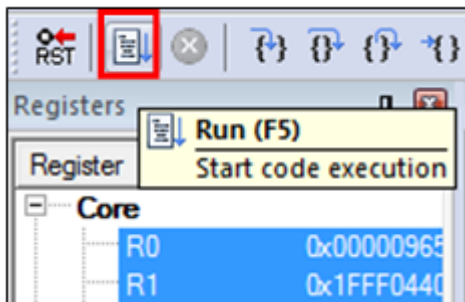 RST
{} {} {} {}
Registers
Run (F5)
Start code execution
Register
Core
R0 0x00000965
R1 0x1FFF0440